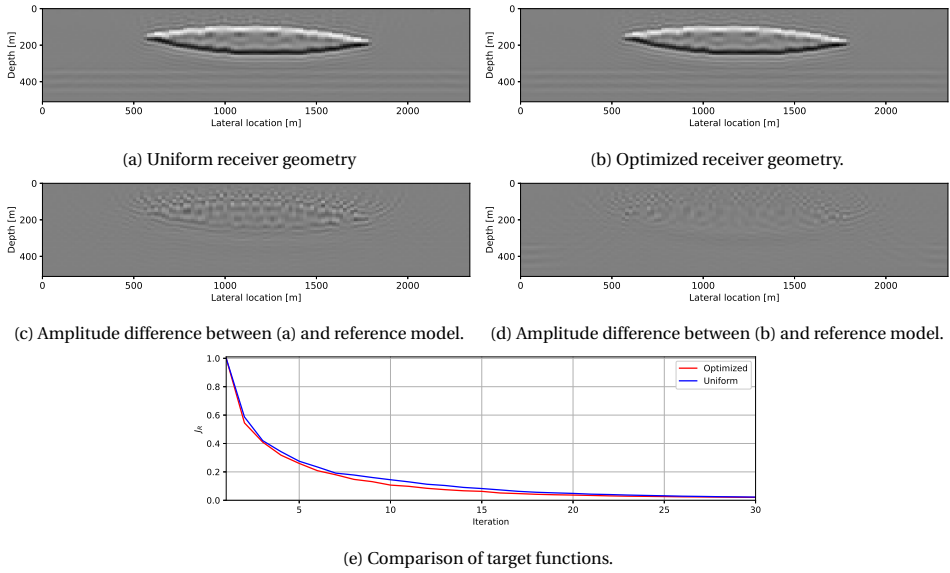 0
200
400
Depth [m]
0 500 1000 1500 2000
Lateral location [m]
(a) Uniform receiver geometry
0
200
400
Depth [m]
0 500 1000 1500 2000
Lateral location [m]
(b) Optimized receiver geometry.
0
200
400
Depth [m]
0 500 1000 1500 2000
Lateral location [m]
(c) Amplitude difference between (a) and reference model.
0
200
400
Depth [m]
0 500 1000 1500 2000
Lateral location [m]
(d) Amplitude difference between (b) and reference model.
1.0
0.8
0.6
0.4
0.2
0.0
J_R
Optimized
Uniform
5 10 15 20 25 30
Iteration
(e) Comparison of target functions.